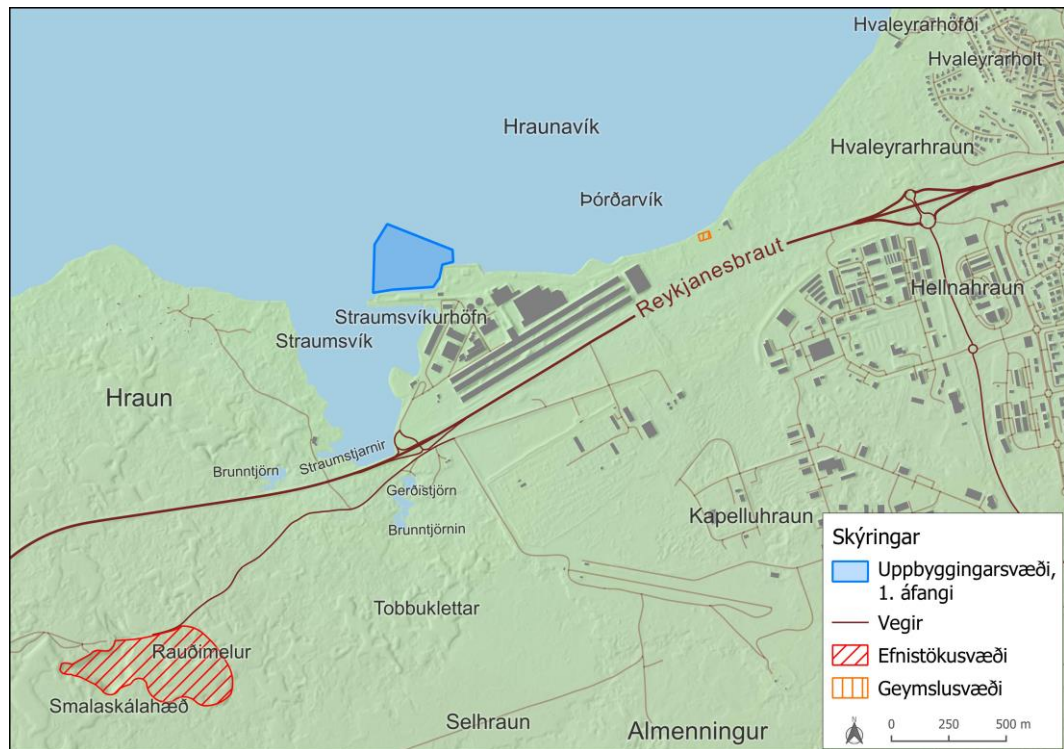 Hvaleyrarhöfði
Hvaleyrarholt
Hraunavík
Hvaleyrarhraun
Þórðarvík
Reykjanesbraut
Hellnahraun
Straumsvíkurhöfn
Straumsvík
Hraun
Straumstjarnir
Brunntjörn
Gerðistjörn
Brunntjörnin
Kapelluhraun
Tobbuklettar
Rauðimelur
Smalaskálahæð
Selhraun
Almenningur
Skýringar
Uppbyggingarsvæði,
1. áfangi
Vegir
Efnistökusvæði
Geymslusvæði
N
0 250 500 m